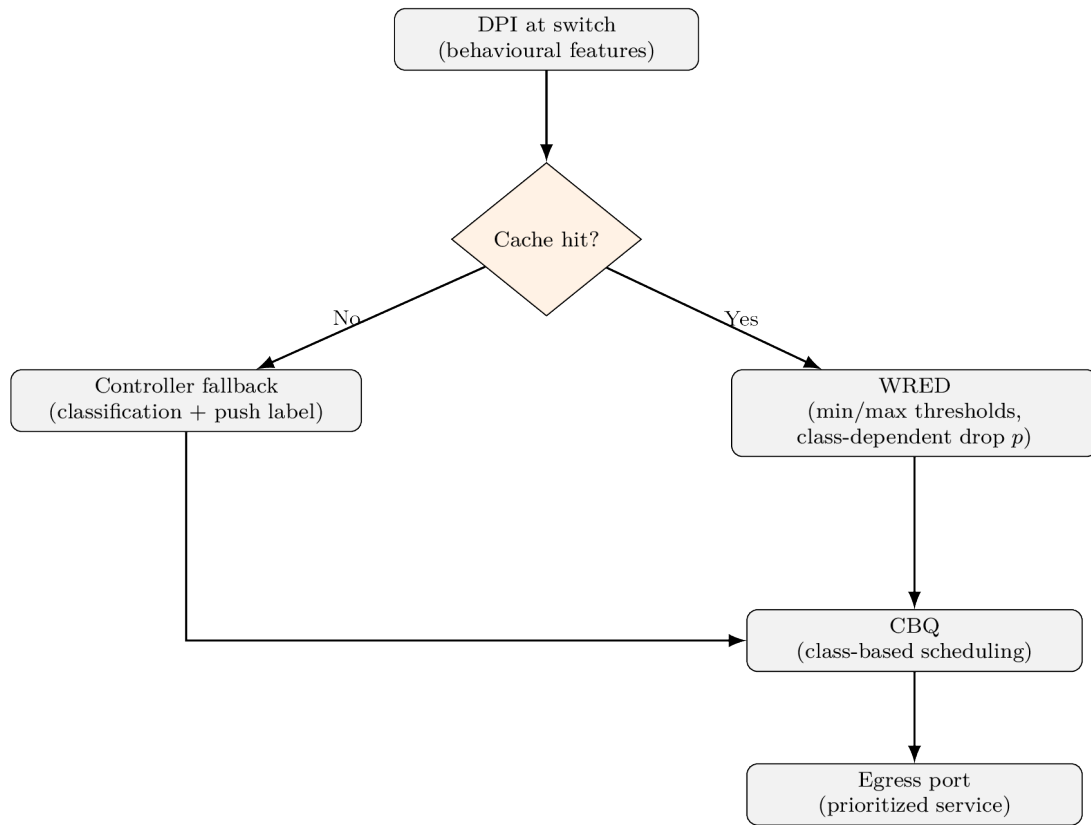 DPI at switch
(behavioural features)
Cache hit?
No
Yes
Controller fallback
(classification + push label)
WRED
(min/max thresholds,
class-dependent drop p)
CBQ
(class-based scheduling)
Egress port
(prioritized service)